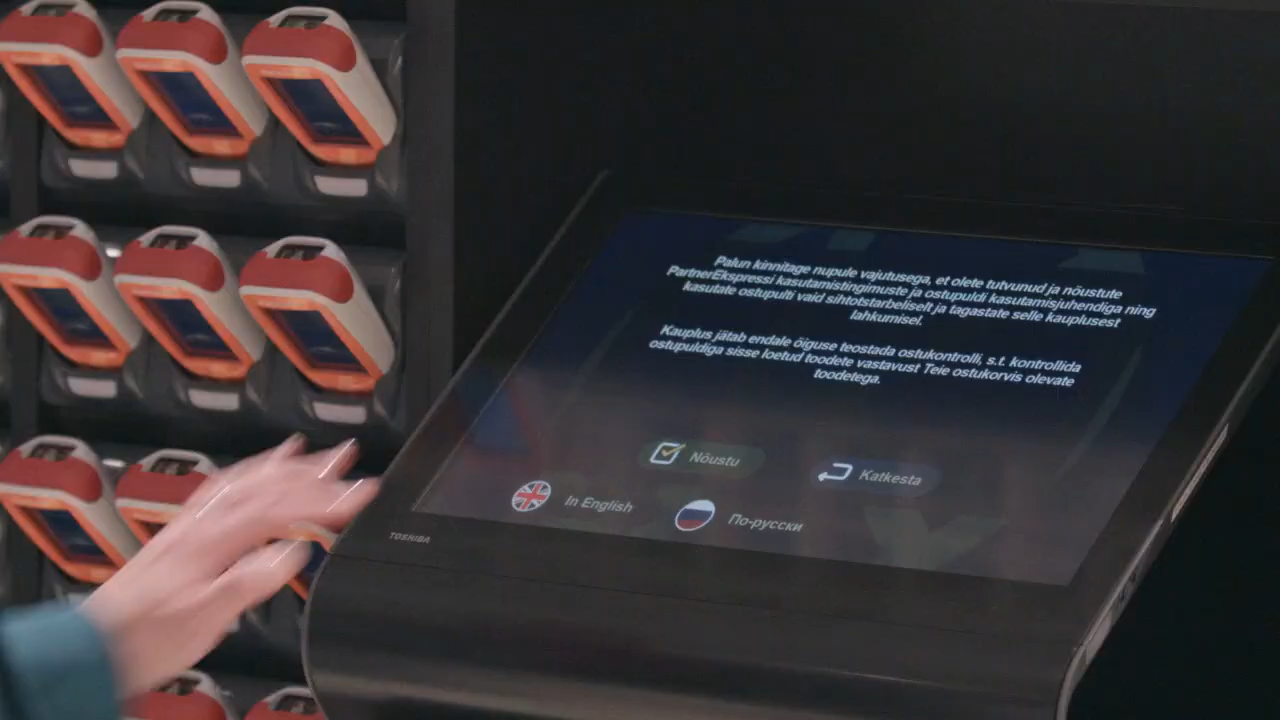 Palun kinnitage nupule vajutusega, et olete tutvunud ja nõustute
PartnerEkspressi kasutamistingimuste ja ostupuldi kasutamisjuhendiga ning
kasutate ostupulti vaid sihtotstarbeliselt ja tagastate selle kauplusest
lahkumisel.
Kauplus jätab endale õiguse teostada ostukontrolli, s.t. kontrollida
ostupuldiga sisse loetud toodete vastavust Teie ostukorvis olevate
toodetega.
Nõustu
Katkesta
In English
По-русски
TOSHIBA